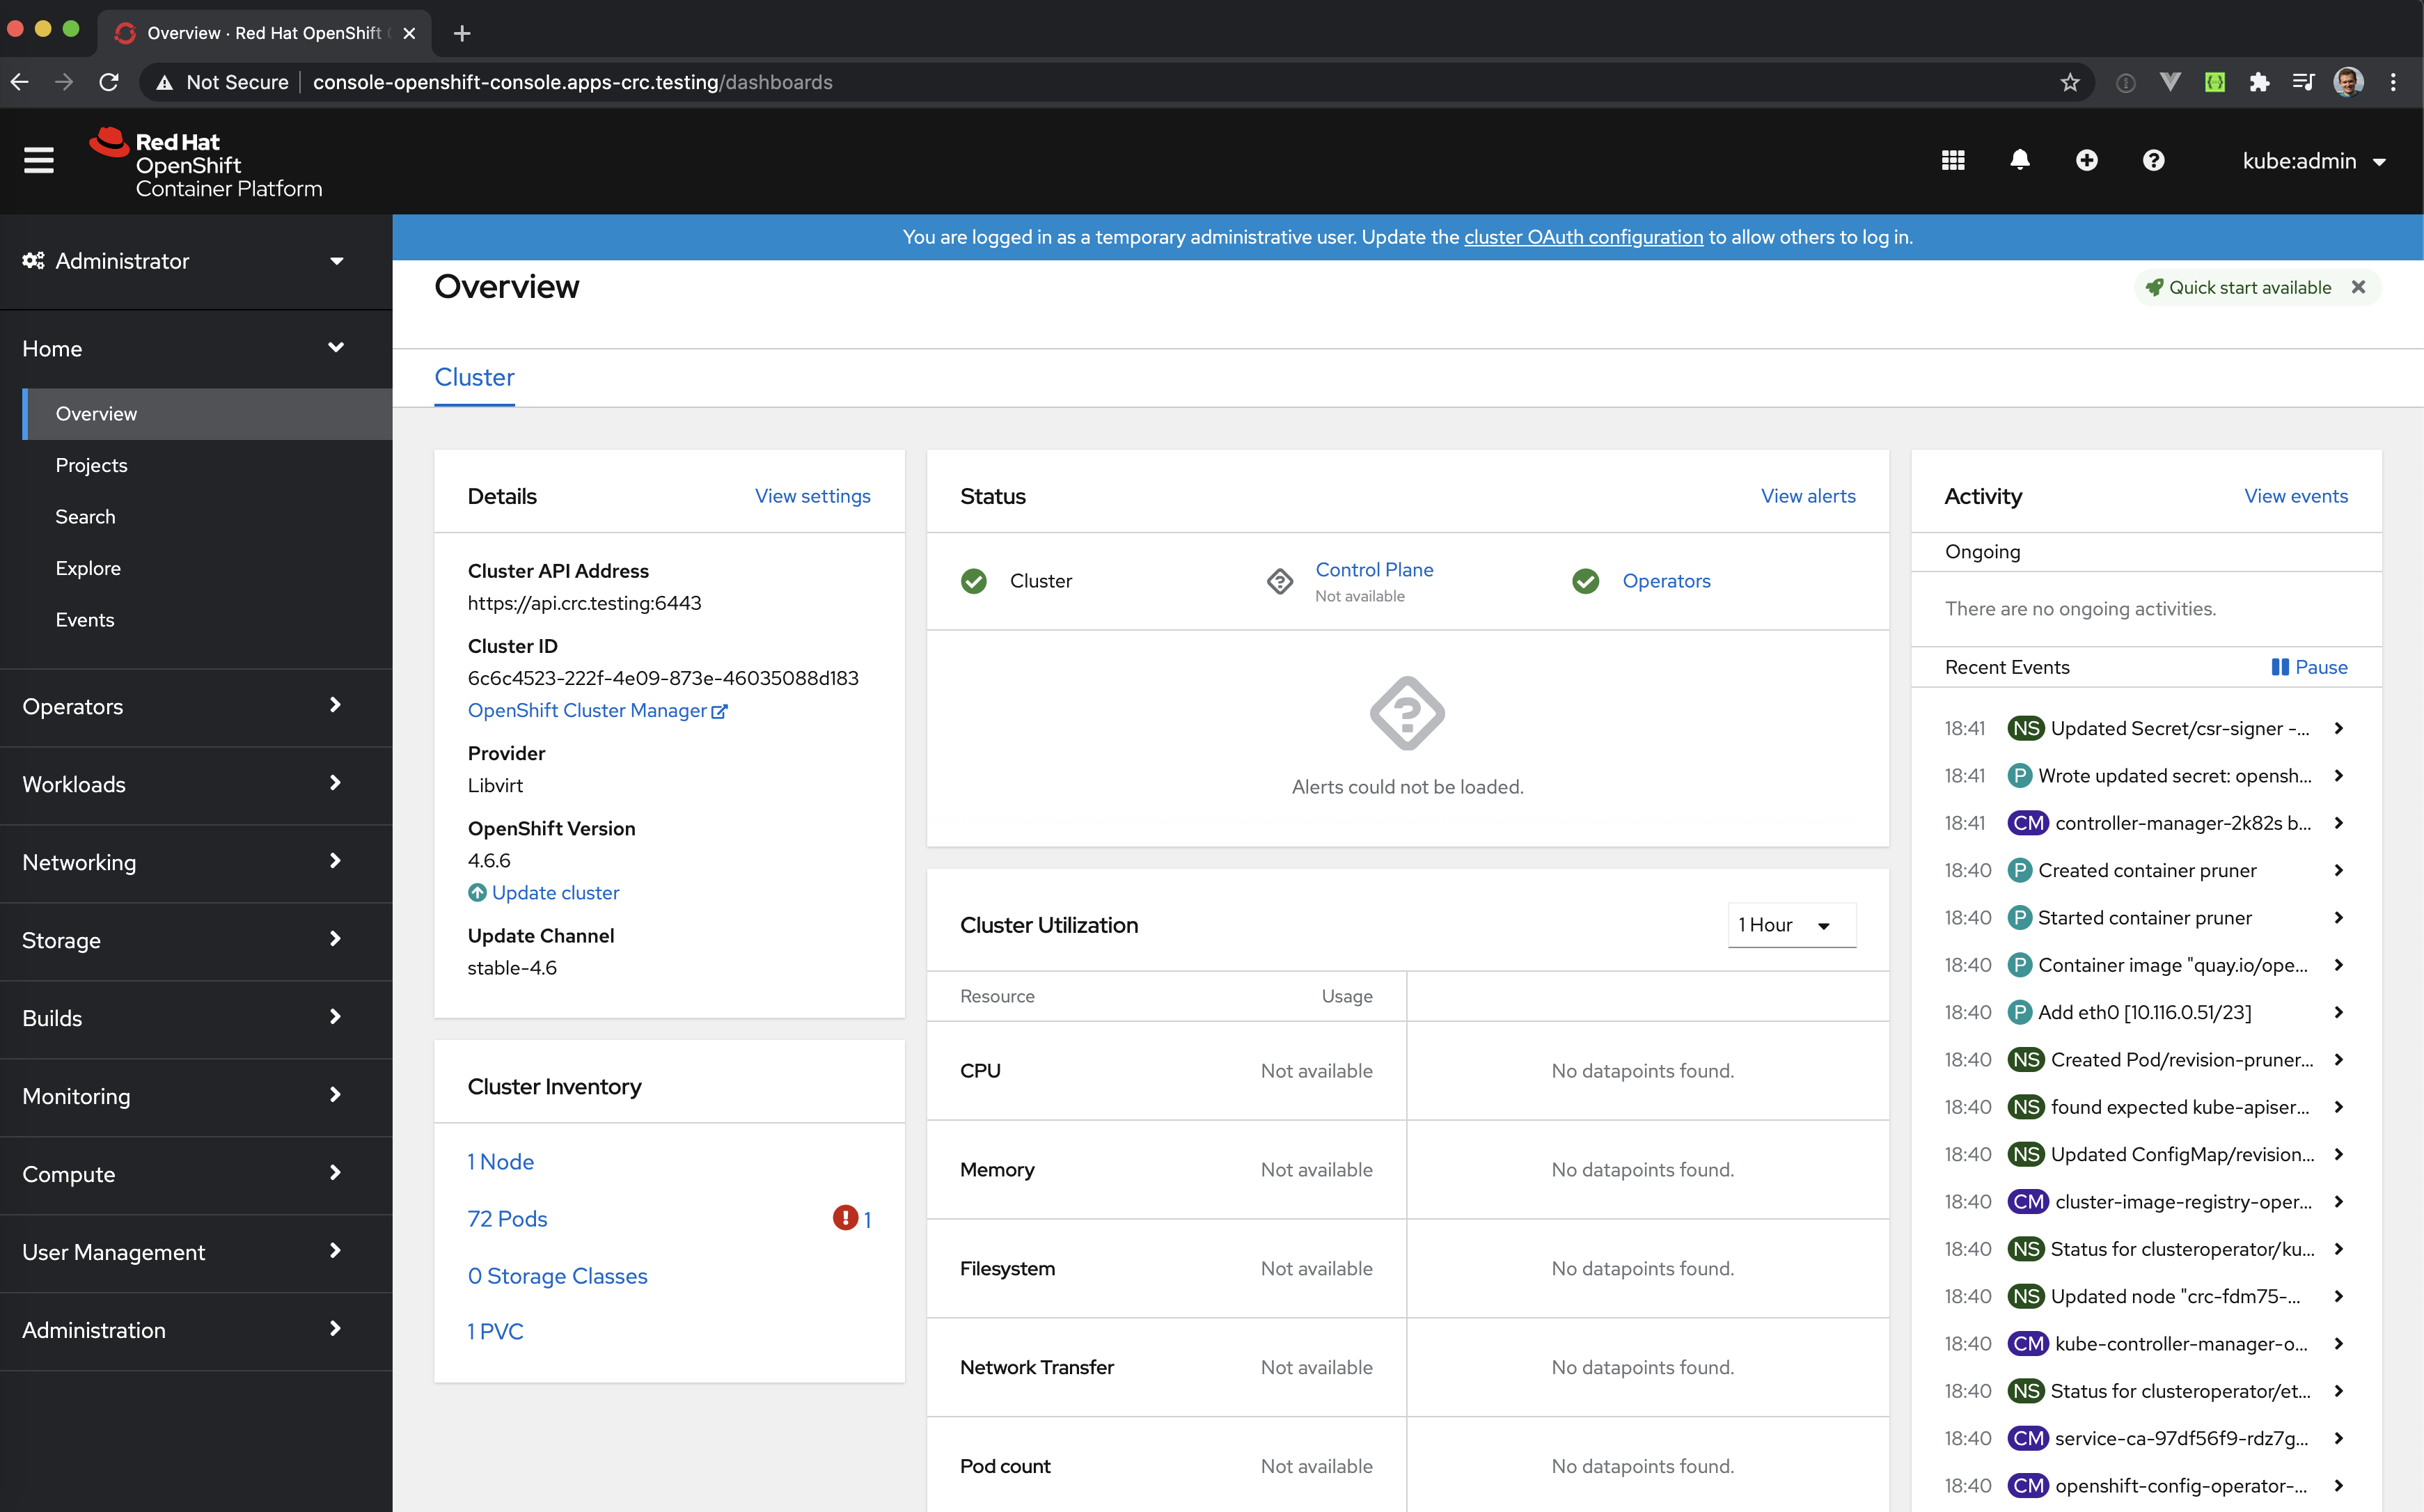 Overview · Red Hat OpenShift
Not Secure
console-openshift-console.apps-crc.testing/dashboards
Red Hat
OpenShift
Container Platform
kube:admin
You are logged in as a temporary administrative user. Update the cluster OAuth configuration to allow others to log in.
Administrator
Home
Overview
Projects
Search
Explore
Events
Operators
Workloads
Networking
Storage
Builds
Monitoring
Compute
User Management
Administration
Overview
Quick start available
Cluster
Details
View settings
Cluster API Address
https://api.crc.testing:6443
Cluster ID
6c6c4523-222f-4e09-873e-46035088d183
OpenShift Cluster Manager
Provider
Libvirt
OpenShift Version
4.6.6
Update cluster
Update Channel
stable-4.6
Cluster Inventory
1 Node
72 Pods
1
0 Storage Classes
1 PVC
Status
View alerts
Cluster
Control Plane
Not available
Operators
Alerts could not be loaded.
Cluster Utilization
1 Hour
Resource Usage
CPU Not available No datapoints found.
Memory Not available No datapoints found.
Filesystem Not available No datapoints found.
Network Transfer Not available No datapoints found.
Pod count Not available No datapoints found.
Activity
View events
Ongoing
There are no ongoing activities.
Recent Events
Pause
18:41 NS Updated Secret/csr-signer -...
18:41 P Wrote updated secret: opensh...
18:41 CM controller-manager-2k82s b...
18:40 P Created container pruner
18:40 P Started container pruner
18:40 P Container image "quay.io/ope...
18:40 P Add eth0 [10.116.0.51/23]
18:40 NS Created Pod/revision-pruner...
18:40 NS found expected kube-apiser...
18:40 NS Updated ConfigMap/revision...
18:40 CM cluster-image-registry-oper...
18:40 NS Status for clusteroperator/ku...
18:40 NS Updated node "crc-fdm75-...
18:40 CM kube-controller-manager-o...
18:40 NS Status for clusteroperator/et...
18:40 CM service-ca-97df56f9-rdz7g...
18:40 CM openshift-config-operator-...